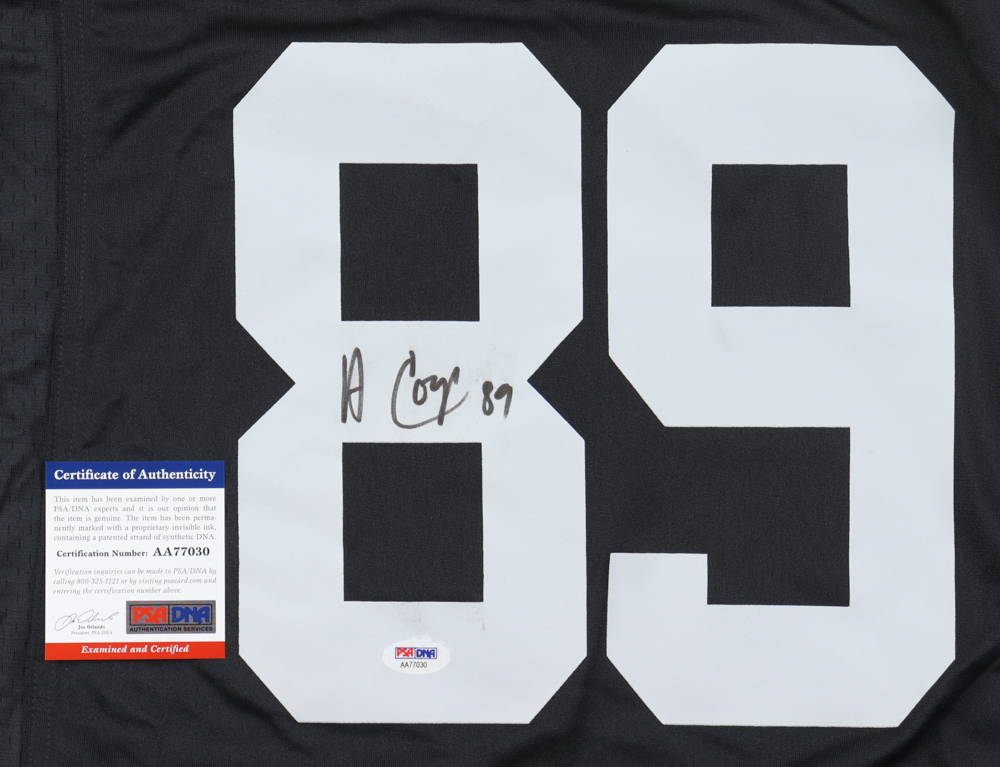 89
A Coop 89
Certificate of Authenticity
This item has been examined by one or more
PSA/DNA experts and it is our opinion that
the item is genuine. The item has been perma-
nently marked with a proprietary invisible ink,
containing a patented strand of synthetic DNA.
Certification Number: AA77030
Verification inquiries can be made to PSA/DNA by
calling 800-325-1121 or by visiting psacard.com and
entering the certification number above.
Joe Orlando
President, PSA/DNA
PSA DNA
AUTHENTICATION SERVICES
Examined and Certified
PSA DNA
AA77030